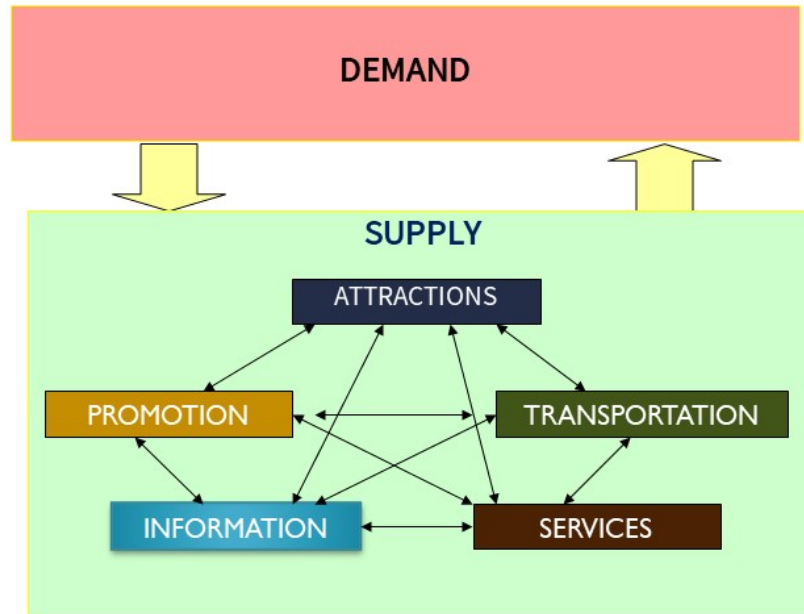 DEMAND
SUPPLY
ATTRACTIONS
PROMOTION
TRANSPORTATION
INFORMATION
SERVICES